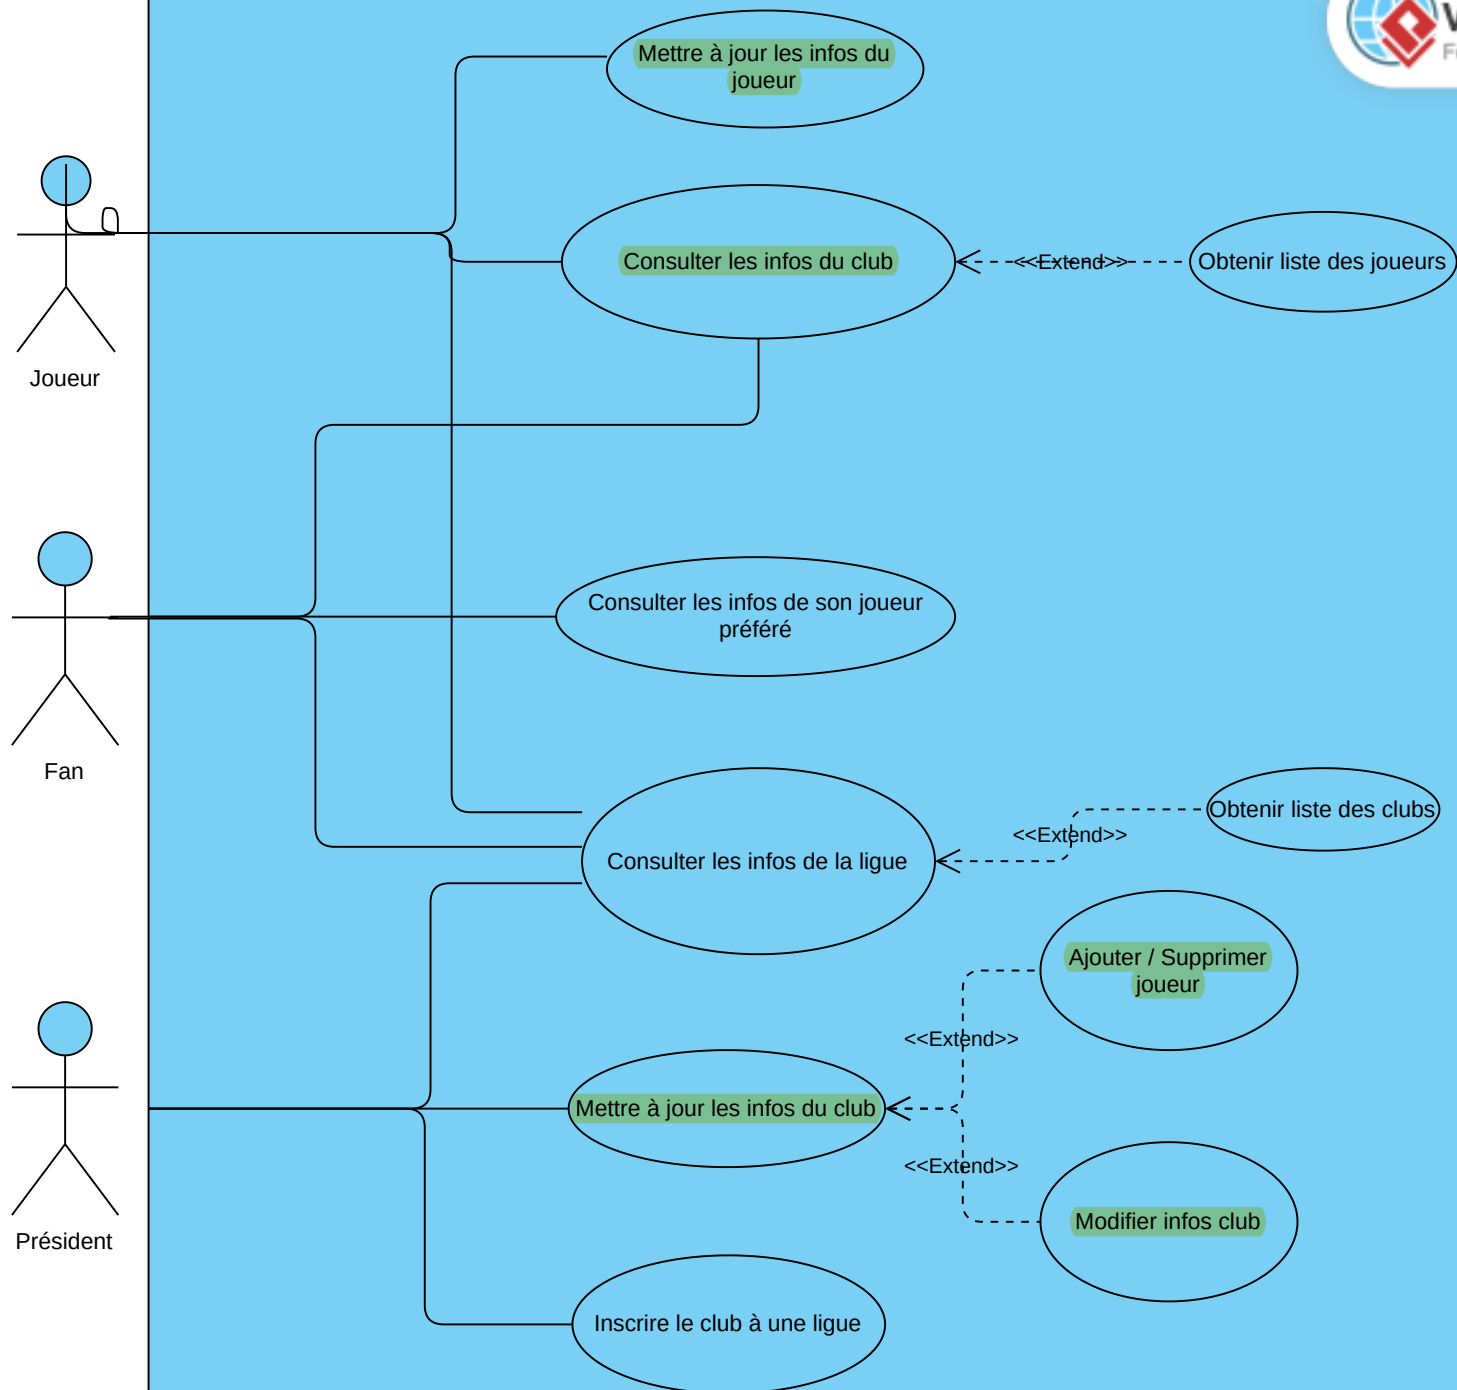 Mettre à jour les infos du
joueur
Consulter les infos du club
<<Extend>>
Obtenir liste des joueurs
Joueur
Consulter les infos de son joueur
préféré
Fan
Obtenir liste des clubs
<<Extend>>
Consulter les infos de la ligue
Ajouter / Supprimer
joueur
<<Extend>>
Mettre à jour les infos du club
<<Extend>>
Modifier infos club
Président
Inscrire le club à une ligue